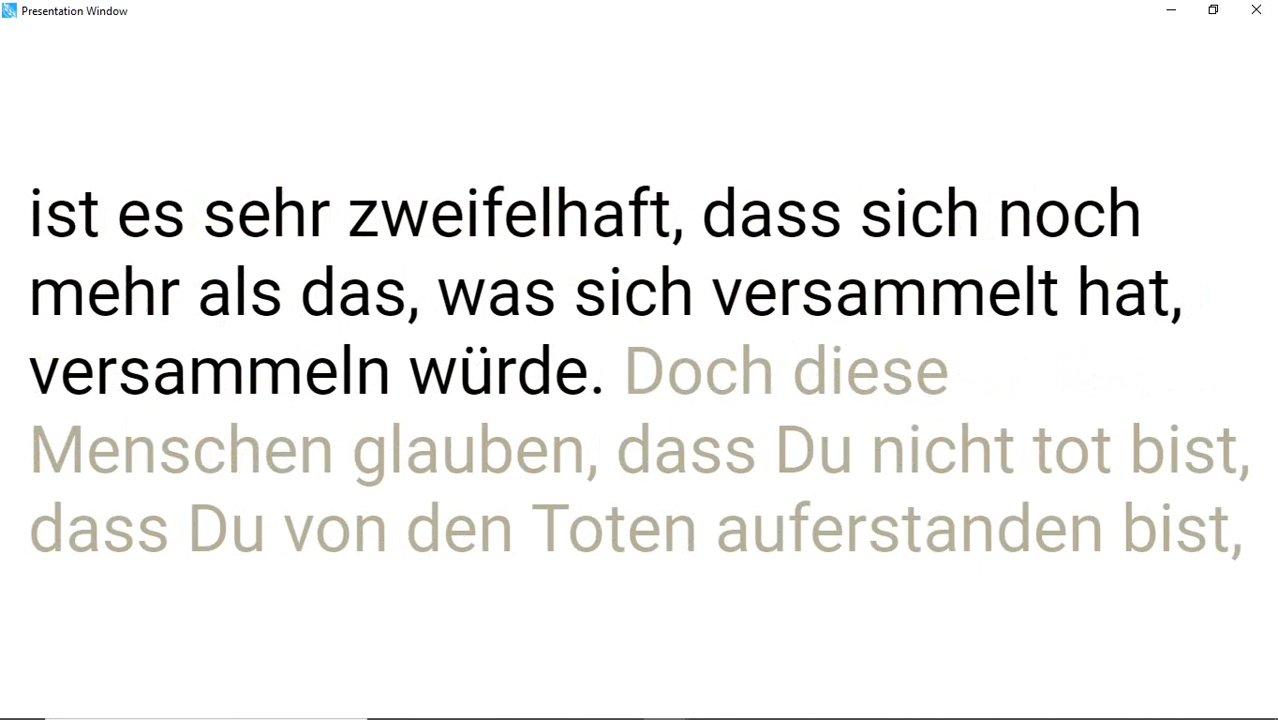 Presentation Window
ist es sehr zweifelhaft, dass sich noch
mehr als das, was sich versammelt hat,
versammeln würde. Doch diese
Menschen glauben, dass Du nicht tot bist,
dass Du von den Toten auferstanden bist,